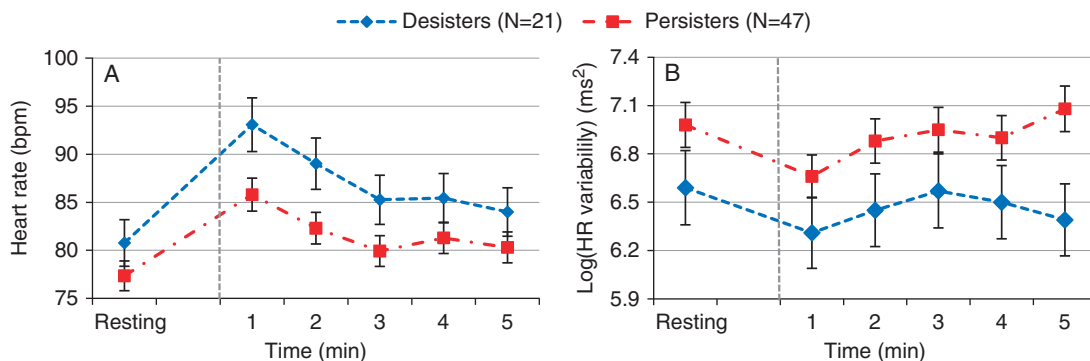 Desisters (N=21) Persisters (N=47)
A
Heart rate (bpm)
100
95
90
85
80
75
Resting 1 2 3 4 5
Time (min)
B
Log(HR variabilily) (ms²)
7.4
7.1
6.8
6.5
6.2
5.9
Resting 1 2 3 4 5
Time (min)